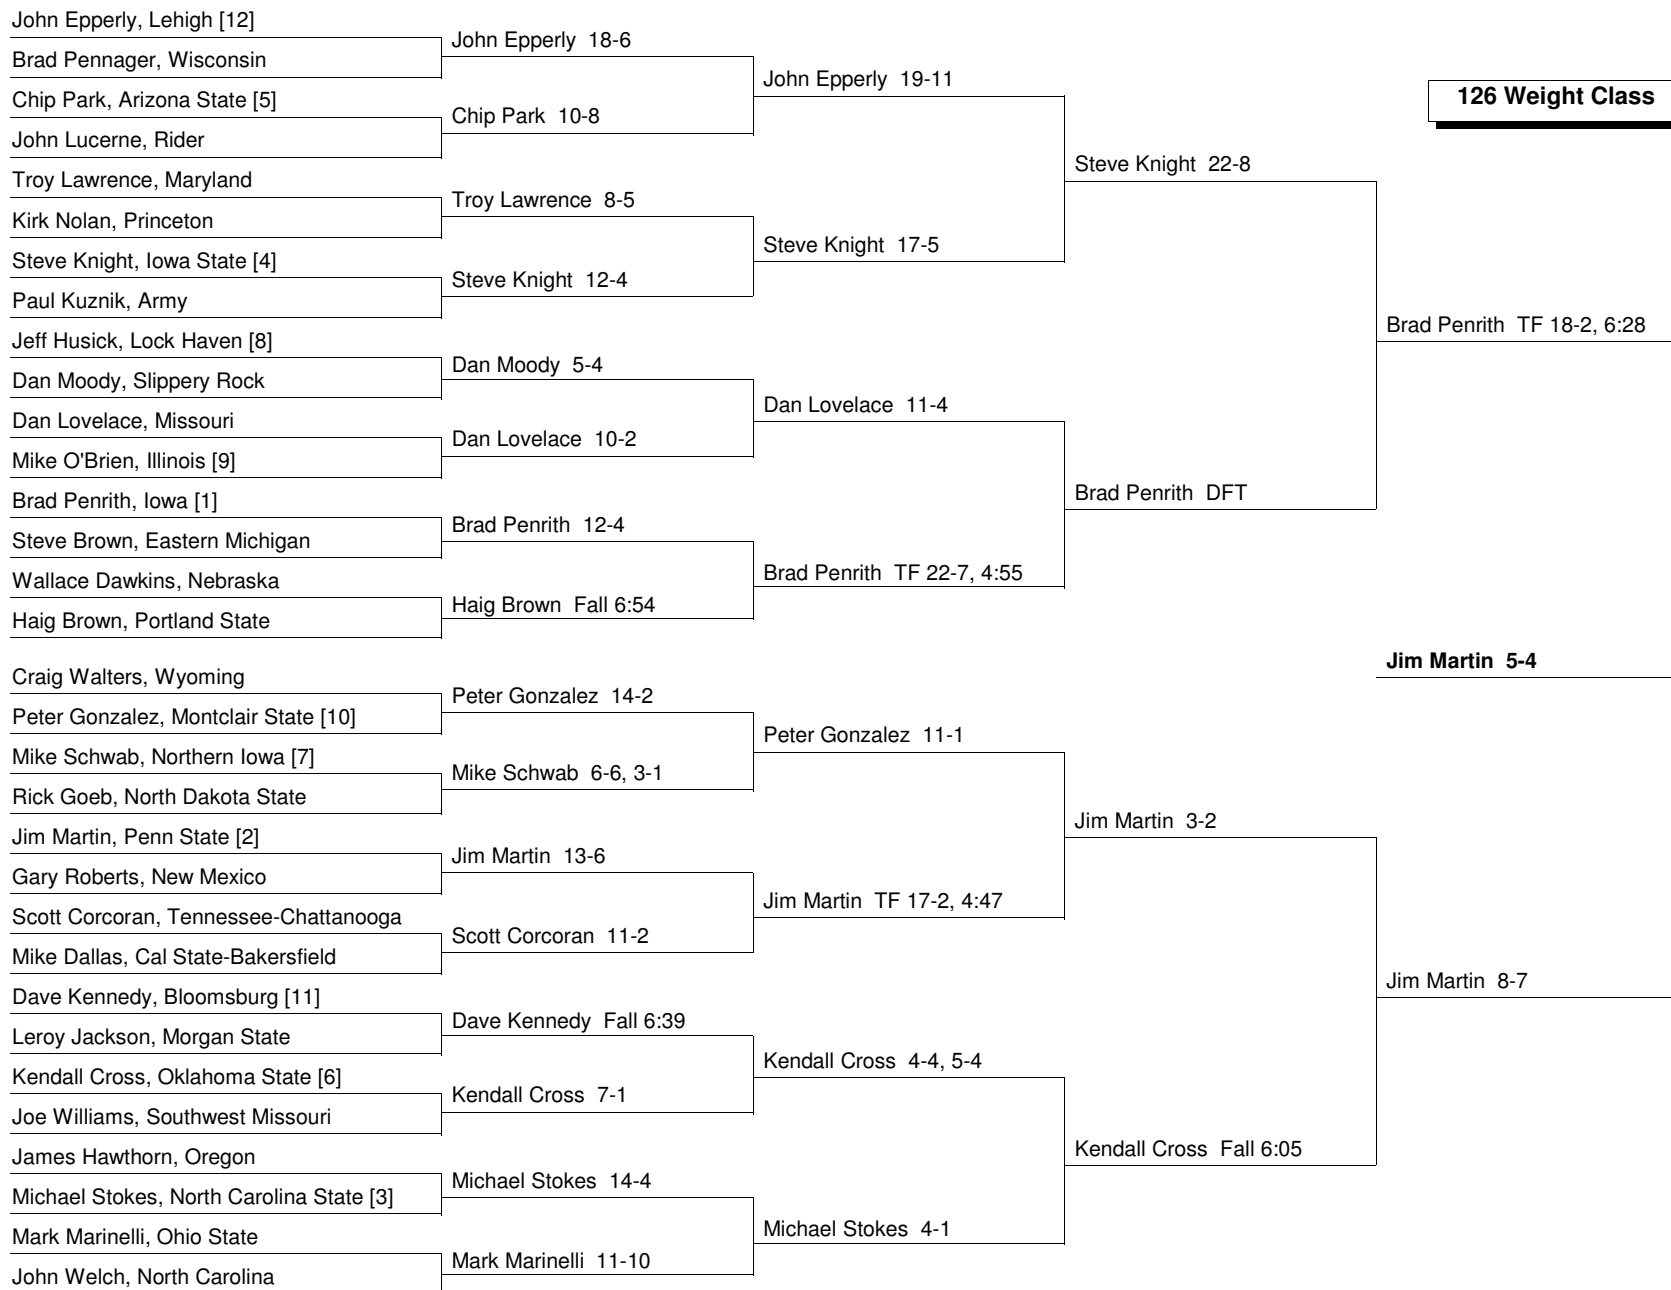 John Epperly, Lehigh [12]
Brad Pennager, Wisconsin
Chip Park, Arizona State [5]
John Lucerne, Rider
Troy Lawrence, Maryland
Kirk Nolan, Princeton
Steve Knight, Iowa State [4]
Paul Kuznik, Army
Jeff Husick, Lock Haven [8]
Dan Moody, Slippery Rock
Dan Lovelace, Missouri
Mike O'Brien, Illinois [9]
Brad Penrith, Iowa [1]
Steve Brown, Eastern Michigan
Wallace Dawkins, Nebraska
Haig Brown, Portland State
Craig Walters, Wyoming
Peter Gonzalez, Montclair State [10]
Mike Schwab, Northern Iowa [7]
Rick Goeb, North Dakota State
Jim Martin, Penn State [2]
Gary Roberts, New Mexico
Scott Corcoran, Tennessee-Chattanooga
Mike Dallas, Cal State-Bakersfield
Dave Kennedy, Bloomsburg [11]
Leroy Jackson, Morgan State
Kendall Cross, Oklahoma State [6]
Joe Williams, Southwest Missouri
James Hawthorn, Oregon
Michael Stokes, North Carolina State [3]
Mark Marinelli, Ohio State
John Welch, North Carolina
John Epperly 18-6
Chip Park 10-8
Troy Lawrence 8-5
Steve Knight 12-4
Dan Moody 5-4
Dan Lovelace 10-2
Brad Penrith 12-4
Haig Brown Fall 6:54
Peter Gonzalez 14-2
Mike Schwab 6-6, 3-1
Jim Martin 13-6
Scott Corcoran 11-2
Dave Kennedy Fall 6:39
Kendall Cross 7-1
Michael Stokes 14-4
Mark Marinelli 11-10
John Epperly 19-11
Steve Knight 17-5
Dan Lovelace 11-4
Brad Penrith TF 22-7, 4:55
Peter Gonzalez 11-1
Jim Martin TF 17-2, 4:47
Kendall Cross 4-4, 5-4
Michael Stokes 4-1
Steve Knight 22-8
Brad Penrith DFT
Jim Martin 3-2
Kendall Cross Fall 6:05
126 Weight Class
Brad Penrith TF 18-2, 6:28
Jim Martin 5-4
Jim Martin 8-7